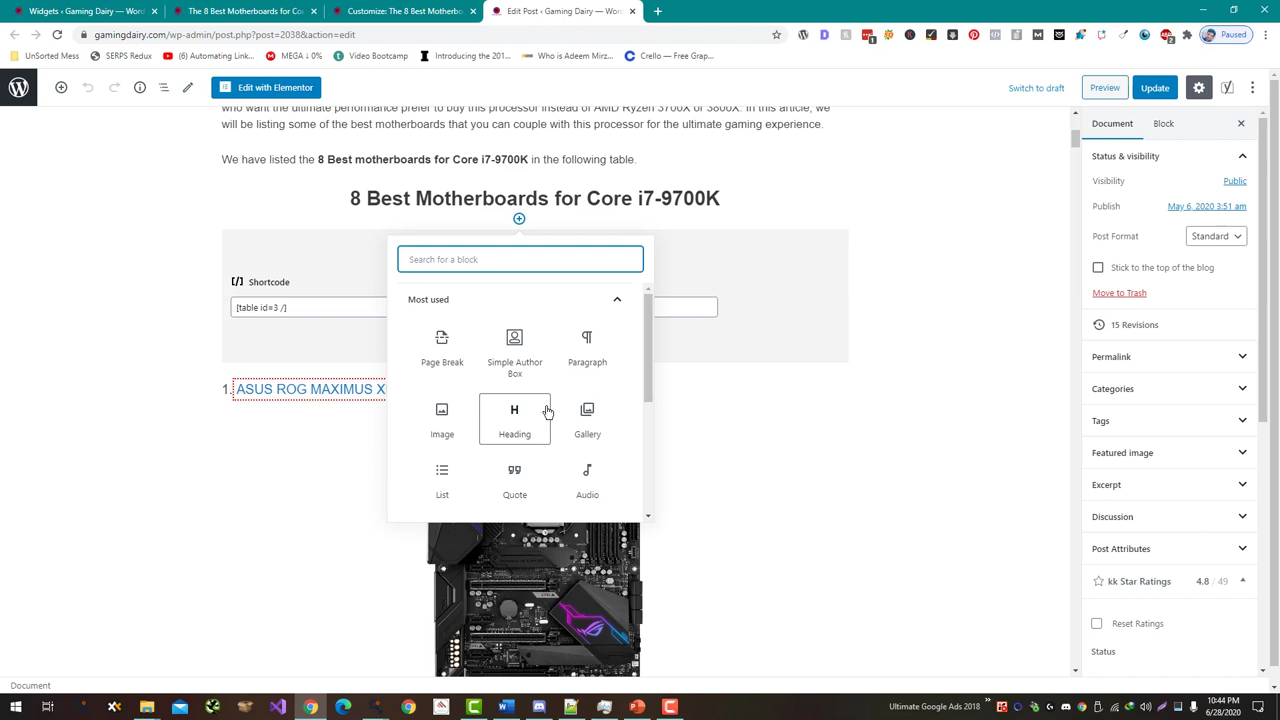 Widgets ‹ Gaming Dairy — WordP
The 8 Best Motherboards for Co
Customize: The 8 Best Motherbo
Edit Post ‹ Gaming Dairy — Wor
gamingdairy.com/wp-admin/post.php?post=2038&action=edit
Paused
UnSorted Mess
SERPS Redux
(6) Automating Link...
MEGA ↓ 0%
Video Bootcamp
Introducing the 201...
Who is Adeem Mirz...
Crello — Free Grap...
Edit with Elementor
Switch to draft
Preview
Update
who want the ultimate performance prefer to buy this processor instead of AMD Ryzen 3700X or 3800X. In this article, we
will be listing some of the best motherboards that you can couple with this processor for the ultimate gaming experience.
We have listed the 8 Best motherboards for Core i7-9700K in the following table.
8 Best Motherboards for Core i7-9700K
Search for a block
[/] Shortcode
[table id=3 /]
Most used
Page Break
Simple Author
Box
Paragraph
1. ASUS ROG MAXIMUS X
Image
H
Heading
Gallery
List
Quote
Audio
Document
Block
Status & visibility
Visibility
Public
Publish
May 6, 2020 3:51 am
Post Format
Standard
Stick to the top of the blog
Move to Trash
15 Revisions
Permalink
Categories
Tags
Featured image
Excerpt
Discussion
Post Attributes
kk Star Ratings
4.8 / 49
Reset Ratings
Status
Document
Ultimate Google Ads 2018
10:44 PM
6/28/2020